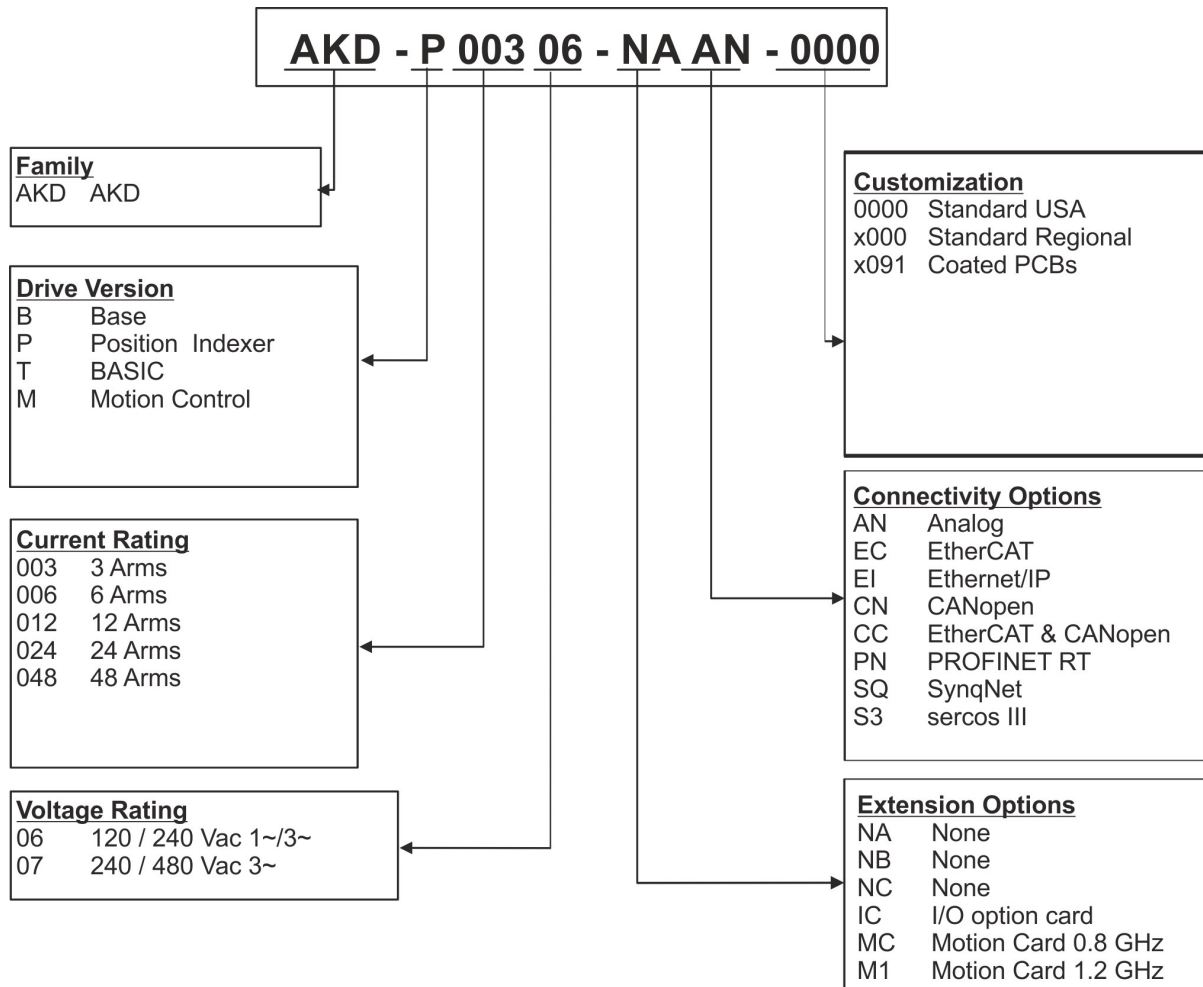 AKD - P 003 06 - NA AN - 0000
Family
AKD AKD
Drive Version
B Base
P Position Indexer
T BASIC
M Motion Control
Current Rating
003 3 Arms
006 6 Arms
012 12 Arms
024 24 Arms
048 48 Arms
Voltage Rating
06 120 / 240 Vac 1~/3~
07 240 / 480 Vac 3~
Customization
0000 Standard USA
x000 Standard Regional
x091 Coated PCBs
Connectivity Options
AN Analog
EC EtherCAT
EI Ethernet/IP
CN CANopen
CC EtherCAT & CANopen
PN PROFINET RT
SQ SynqNet
S3 sercos III
Extension Options
NA None
NB None
NC None
IC I/O option card
MC Motion Card 0.8 GHz
M1 Motion Card 1.2 GHz